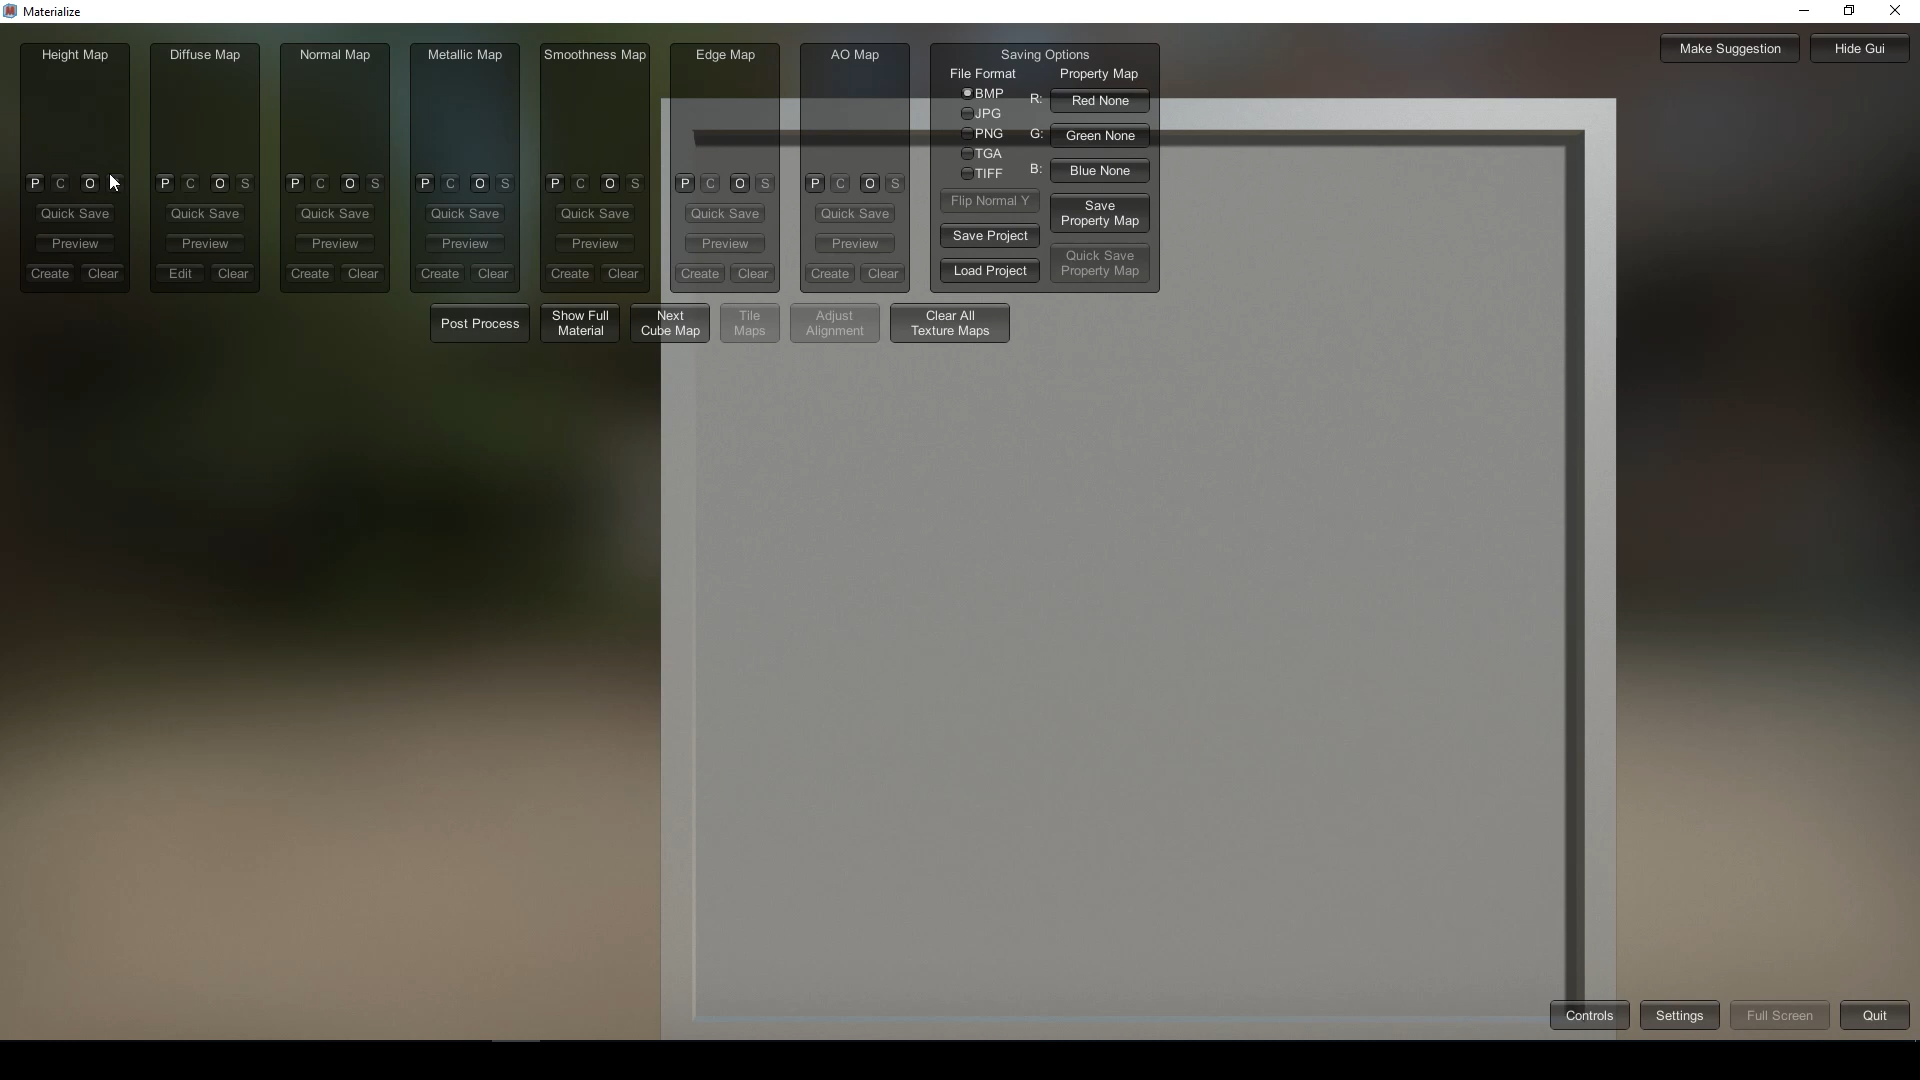 Materialize
Height Map
Diffuse Map
Normal Map
Metallic Map
Smoothness Map
Edge Map
AO Map
Saving Options
Make Suggestion
Hide Gui
File Format
Property Map
BMP
JPG
PNG
TGA
TIFF
R: Red None
G: Green None
B: Blue None
P C O
P C O S
P C O S
P C O S
P C O S
P C O S
P C O S
Quick Save
Quick Save
Quick Save
Quick Save
Quick Save
Quick Save
Quick Save
Flip Normal Y
Save
Property Map
Preview
Preview
Preview
Preview
Preview
Preview
Preview
Save Project
Quick Save
Property Map
Create Clear
Edit Clear
Create Clear
Create Clear
Create Clear
Create Clear
Create Clear
Load Project
Post Process
Show Full
Material
Next
Cube Map
Tile
Maps
Adjust
Alignment
Clear All
Texture Maps
Controls
Settings
Full Screen
Quit